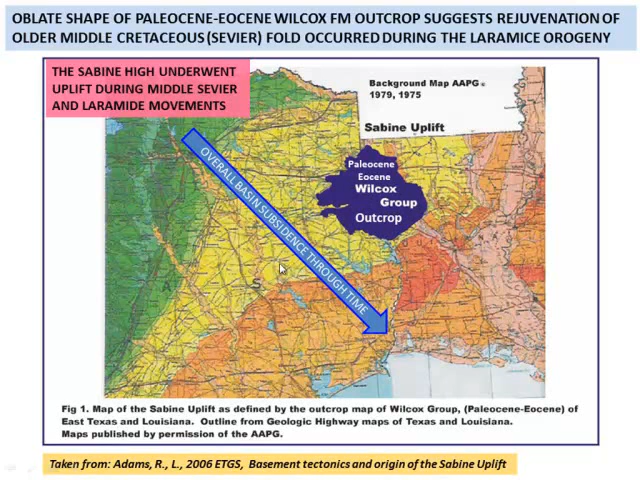 OBLATE SHAPE OF PALEOCENE-EOCENE WILCOX FM OUTCROP SUGGESTS REJUVENATION OF
OLDER MIDDLE CRETACEOUS (SEVIER) FOLD OCCURRED DURING THE LARAMICE OROGENY
THE SABINE HIGH UNDERWENT
UPLIFT DURING MIDDLE SEVIER
AND LARAMIDE MOVEMENTS
Background Map AAPG©
1979, 1975
Sabine Uplift
Paleocene
Eocene
Wilcox
Group
Outcrop
OVERALL BASIN SUBSIDENCE THROUGH TIME
A
S
Fig 1. Map of the Sabine Uplift as defined by the outcrop map of Wilcox Group, (Paleocene-Eocene) of
East Texas and Louisiana. Outline from Geologic Highway maps of Texas and Louisiana.
Maps published by permission of the AAPG.
Taken from: Adams, R., L., 2006 ETGS, Basement tectonics and origin of the Sabine Uplift